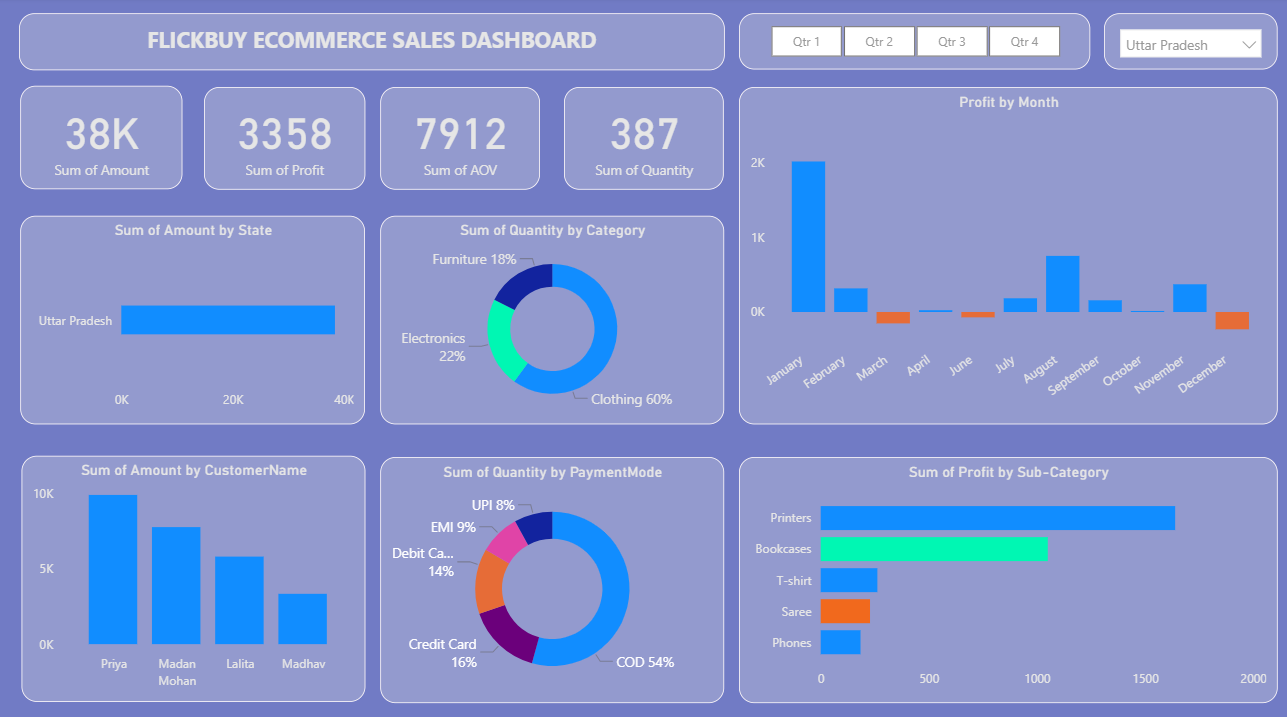 FLICKBUY ECOMMERCE SALES DASHBOARD
Qtr 1 Qtr 2 Qtr 3 Qtr 4
Uttar Pradesh
38K
Sum of Amount
3358
Sum of Profit
7912
Sum of AOV
387
Sum of Quantity
Profit by Month
2K
1K
0K
January February March April June July August September October November December
Sum of Amount by State
Uttar Pradesh
0K 20K 40K
Sum of Quantity by Category
Furniture 18%
Electronics
22%
Clothing 60%
Sum of Amount by CustomerName
10K
5K
0K
Priya Madan Lalita Madhav
Mohan
Sum of Quantity by PaymentMode
UPI 8%
EMI 9%
Debit Ca...
14%
Credit Card
16%
COD 54%
Sum of Profit by Sub-Category
Printers
Bookcases
T-shirt
Saree
Phones
0 500 1000 1500 2000